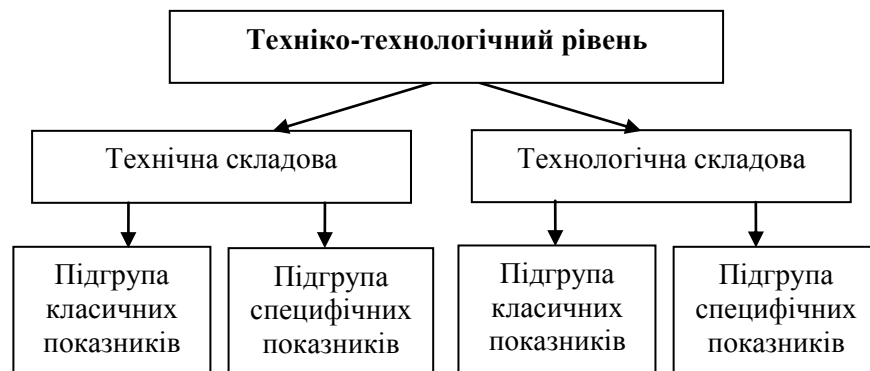 Техніко-технологічний рівень
Технічна складова
Технологічна складова
Підгрупа
класичних
показників
Підгрупа
специфічних
показників
Підгрупа
класичних
показників
Підгрупа
специфічних
показників